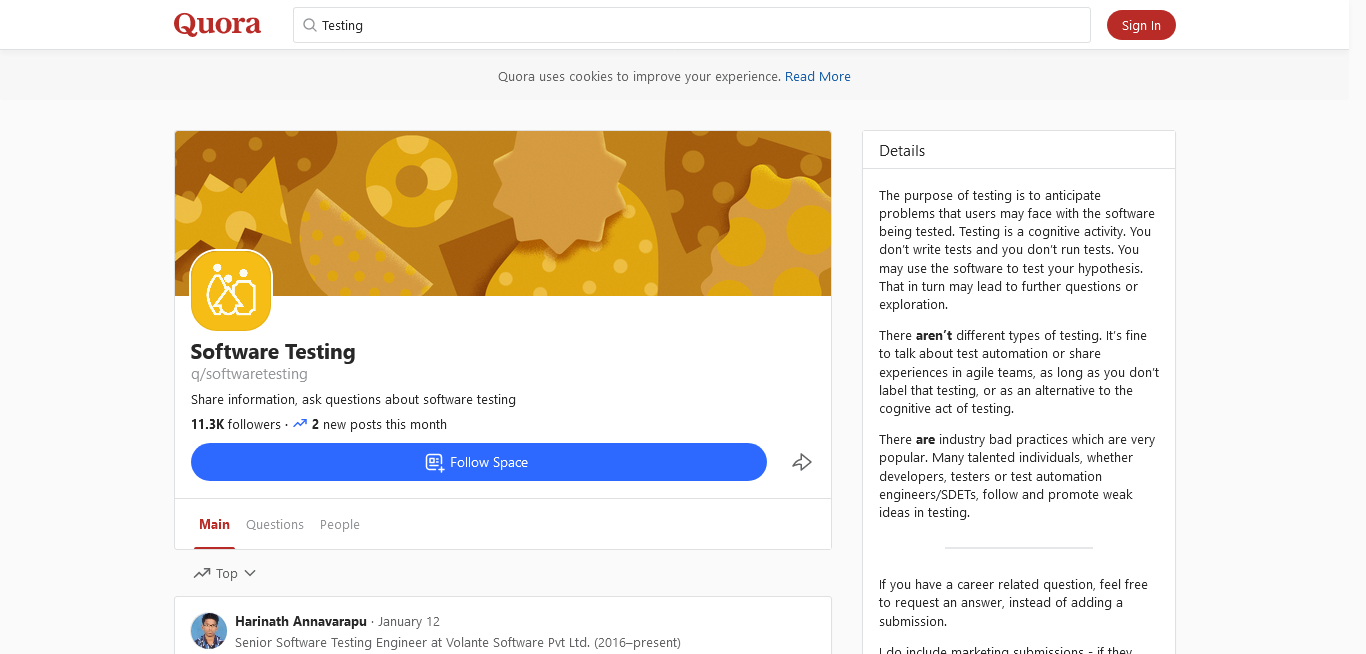 Quora
Testing
Sign In
Quora uses cookies to improve your experience. Read More
Software Testing
q/softwaretesting
Share information, ask questions about software testing
11.3K followers · 2 new posts this month
Follow Space
Main Questions People
Top
Harinath Annavarapu · January 12
Senior Software Testing Engineer at Volante Software Pvt Ltd. (2016–present)
Details
The purpose of testing is to anticipate
problems that users may face with the software
being tested. Testing is a cognitive activity. You
don't write tests and you don't run tests. You
may use the software to test your hypothesis.
That in turn may lead to further questions or
exploration.
There aren't different types of testing. It's fine
to talk about test automation or share
experiences in agile teams, as long as you don't
label that testing, or as an alternative to the
cognitive act of testing.
There are industry bad practices which are very
popular. Many talented individuals, whether
developers, testers or test automation
engineers/SDETs, follow and promote weak
ideas in testing.
If you have a career related question, feel free
to request an answer, instead of adding a
submission.
I do include marketing submissions - if they